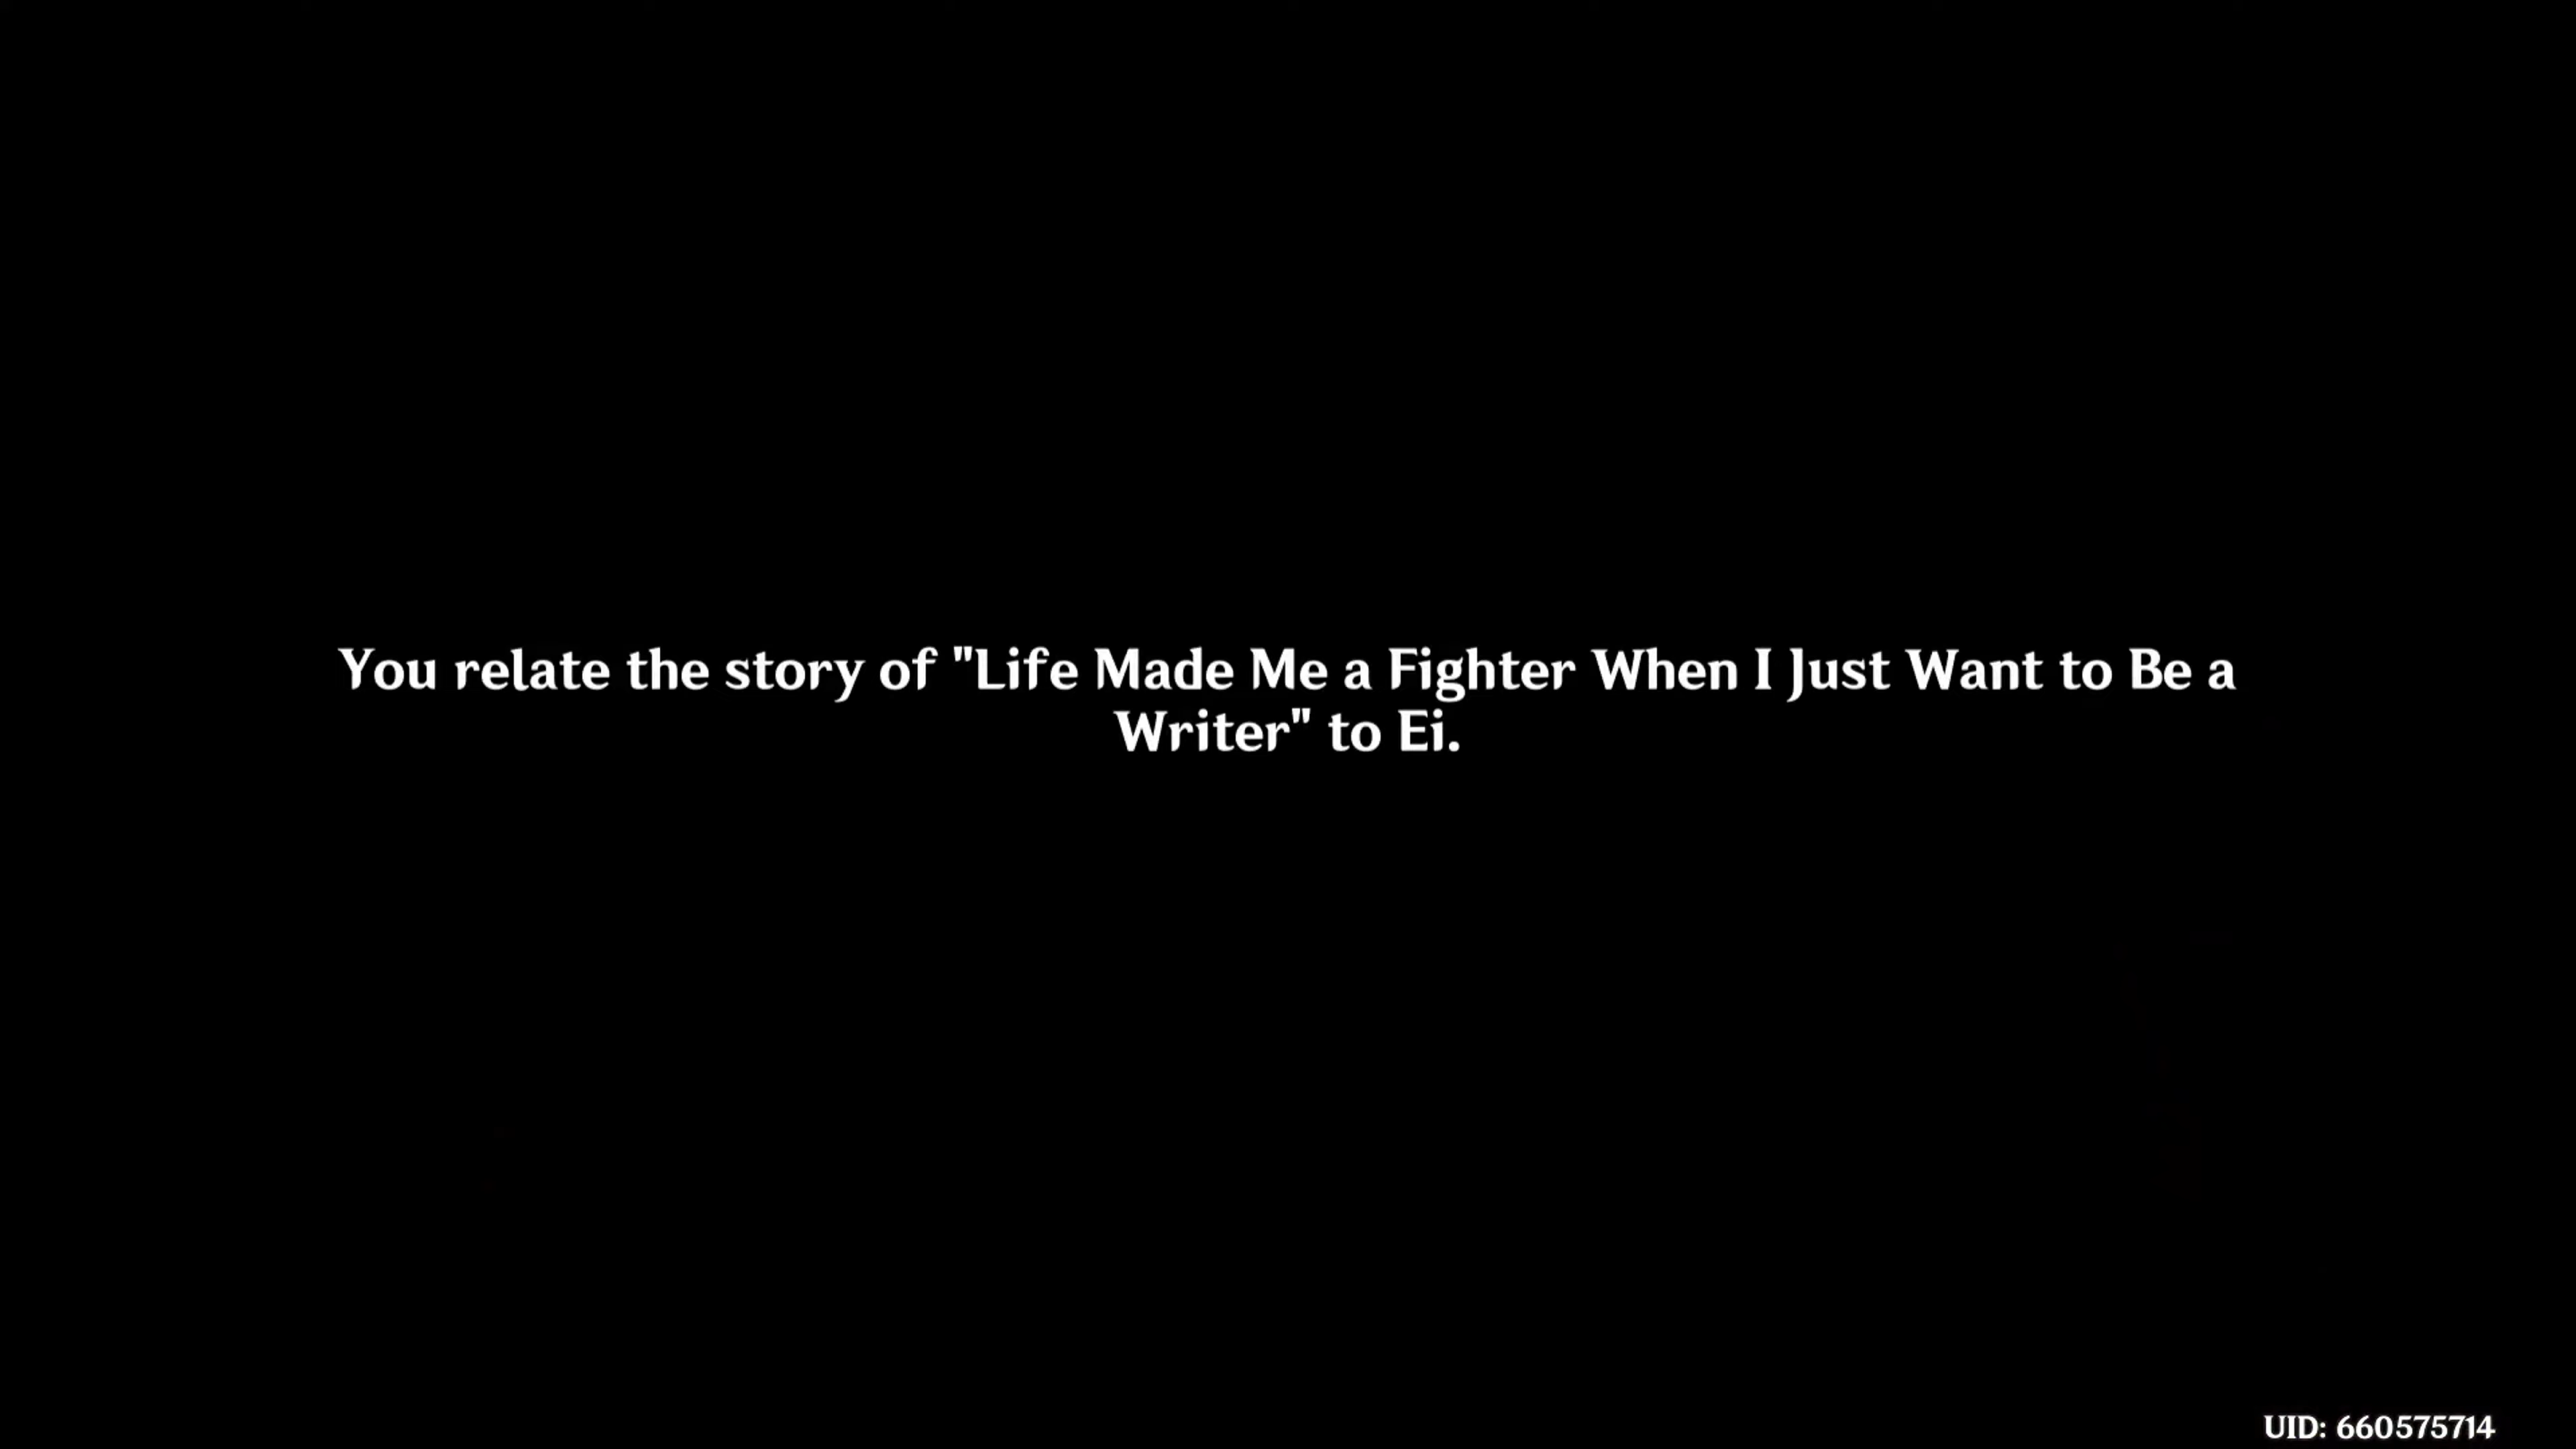 You relate the story of "Life Made Me a Fighter When I Just Want to Be a
Writer" to Ei.
UID: 660575714